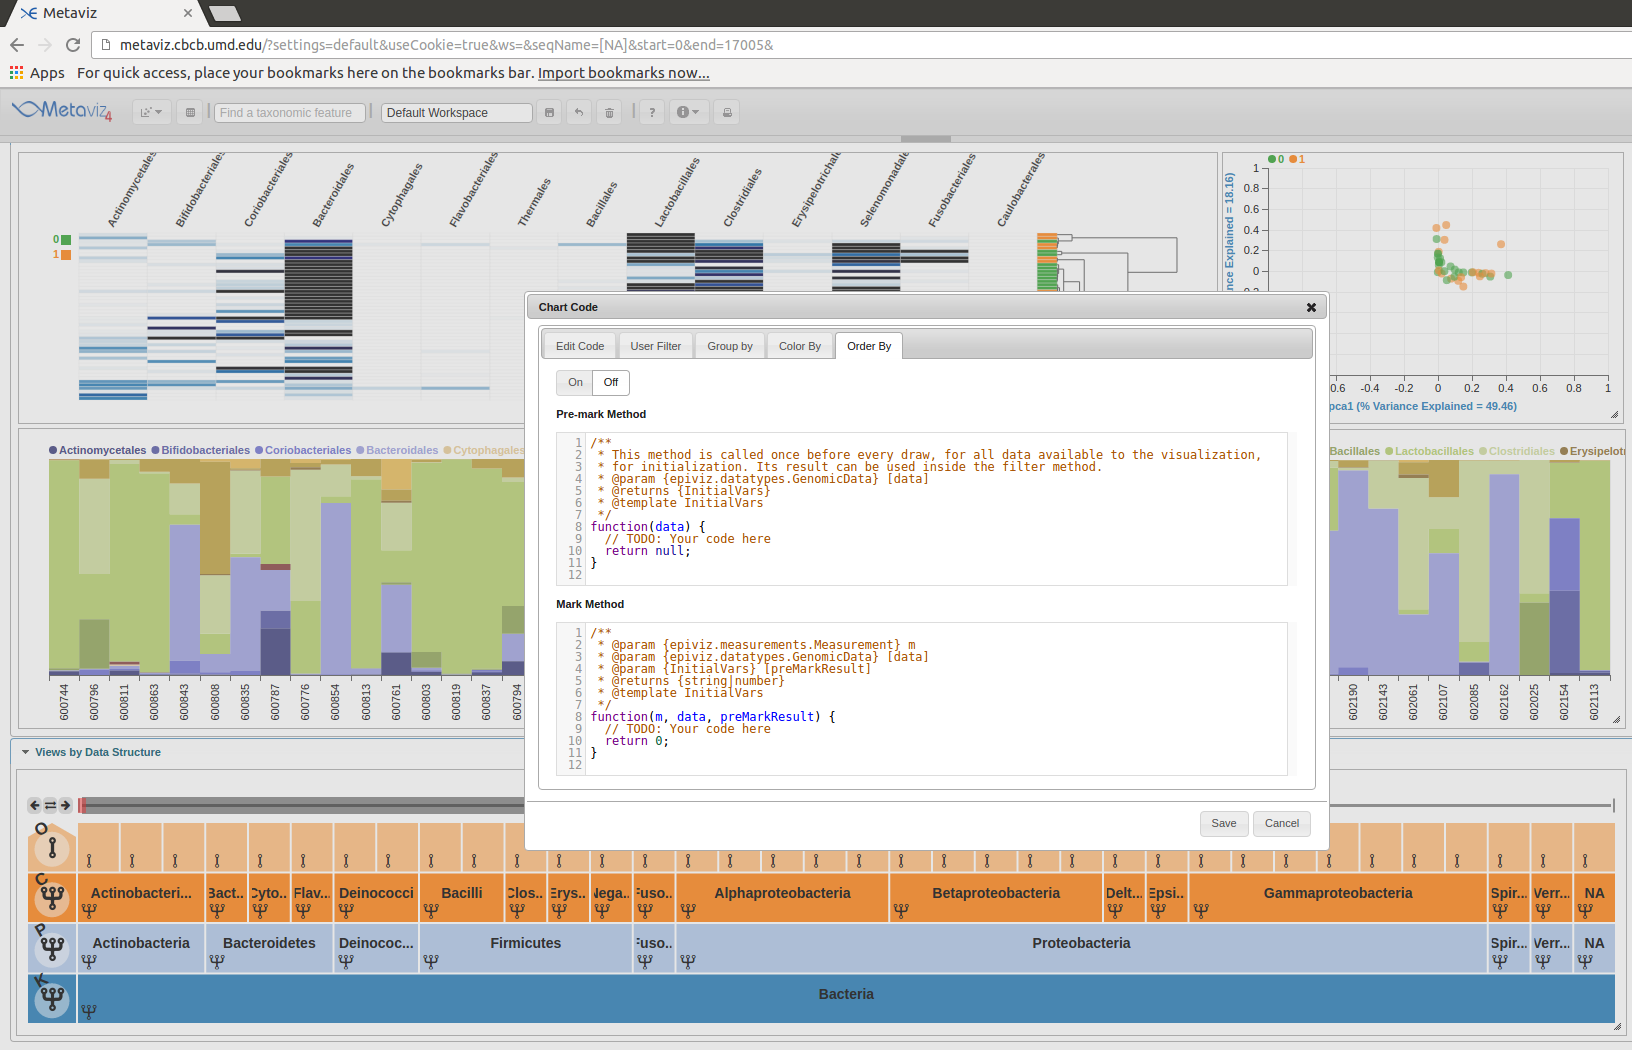 Metaviz
metaviz.cbcb.umd.edu/?settings=default&useCookie=true&ws=&seqName=[NA]&start=0&end=17005&
Apps For quick access, place your bookmarks here on the bookmarks bar. Import bookmarks now...
Metaviz 4
Find a taxonomic feature
Default Workspace
?
Actinomycetales
Bifidobacteriales
Coriobacteriales
Bacteroidales
Cytophagales
Flavobacteriales
Thermales
Bacillales
Lactobacillales
Clostridiales
Erysipelotrichale
Selenomonadale
Fusobacteriales
Caulobacterales
0
1
0 1
1
0.8
0.6
0.4
0.2
0
nce Explained = 18.16)
0.6 -0.4 -0.2 0 0.2 0.4 0.6 0.8 1
pca1 (% Variance Explained = 49.46)
Chart Code
Edit Code User Filter Group by Color By Order By
On Off
Pre-mark Method
1 /**
2 * This method is called once before every draw, for all data available to the visualization,
3 * for initialization. Its result can be used inside the filter method.
4 * @param {epiviz.datatypes.GenomicData} [data]
5 * @returns {InitialVars}
6 * @template InitialVars
7 */
8 function(data) {
9 // TODO: Your code here
10 return null;
11 }
12
Mark Method
1 /**
2 * @param {epiviz.measurements.Measurement} m
3 * @param {epiviz.datatypes.GenomicData} [data]
4 * @param {InitialVars} [preMarkResult]
5 * @returns {string|number}
6 * @template InitialVars
7 */
8 function(m, data, preMarkResult) {
9 // TODO: Your code here
10 return 0;
11 }
12
Save Cancel
Actinomycetales Bifidobacteriales Coriobacteriales Bacteroidales Cytophagales
Bacillales Lactobacillales Clostridiales Erysipelotri
600744 600796 600811 600863 600843 600808 600835 600787 600776 600854 600813 600761 600803 600819 600837 600794
602190 602143 602061 602107 602085 602162 602025 602154 602113
Views by Data Structure
O
C Actinobacteri... Bact.. Cyto.. Flav.. Deinococci Bacilli Clos.. Erys.. Nega.. Fuso.. Alphaproteobacteria Betaproteobacteria Delt... Epsi.. Gammaproteobacteria Spir... Verr... NA
P Actinobacteria Bacteroidetes Deinococ... Firmicutes Fuso.. Proteobacteria Spir... Verr... NA
K Bacteria